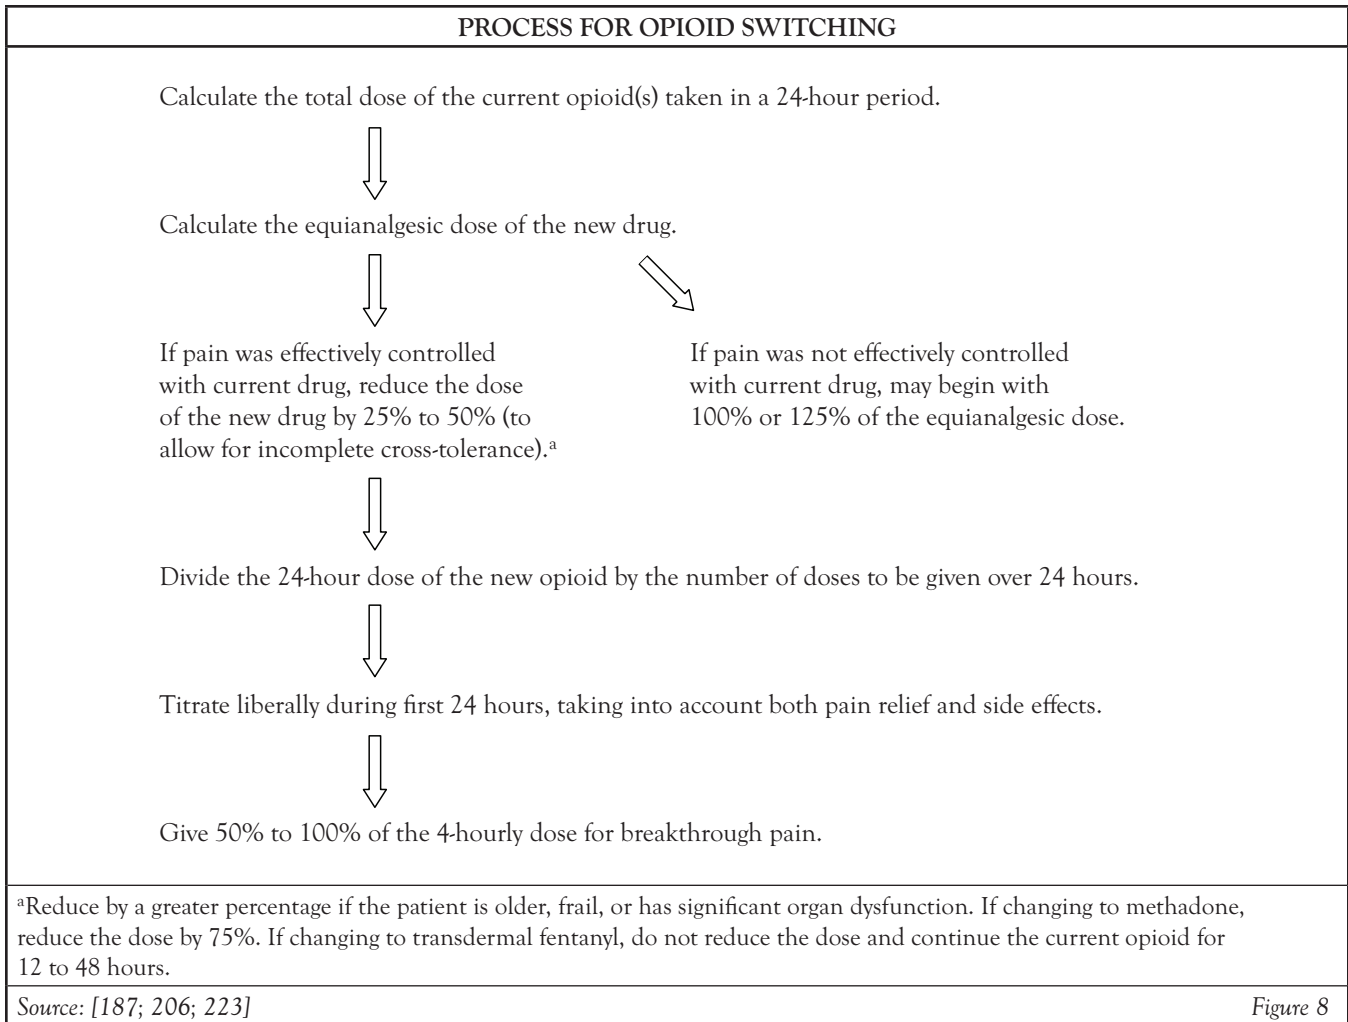 PROCESS FOR OPIOID SWITCHING
Calculate the total dose of the current opioid(s) taken in a 24-hour period.
Calculate the equianalgesic dose of the new drug.
If pain was effectively controlled
with current drug, reduce the dose
of the new drug by 25% to 50% (to
allow for incomplete cross-tolerance).ᵃ
If pain was not effectively controlled
with current drug, may begin with
100% or 125% of the equianalgesic dose.
Divide the 24-hour dose of the new opioid by the number of doses to be given over 24 hours.
Titrate liberally during first 24 hours, taking into account both pain relief and side effects.
Give 50% to 100% of the 4-hourly dose for breakthrough pain.
ᵃReduce by a greater percentage if the patient is older, frail, or has significant organ dysfunction. If changing to methadone,
reduce the dose by 75%. If changing to transdermal fentanyl, do not reduce the dose and continue the current opioid for
12 to 48 hours.
Source: [187; 206; 223] Figure 8